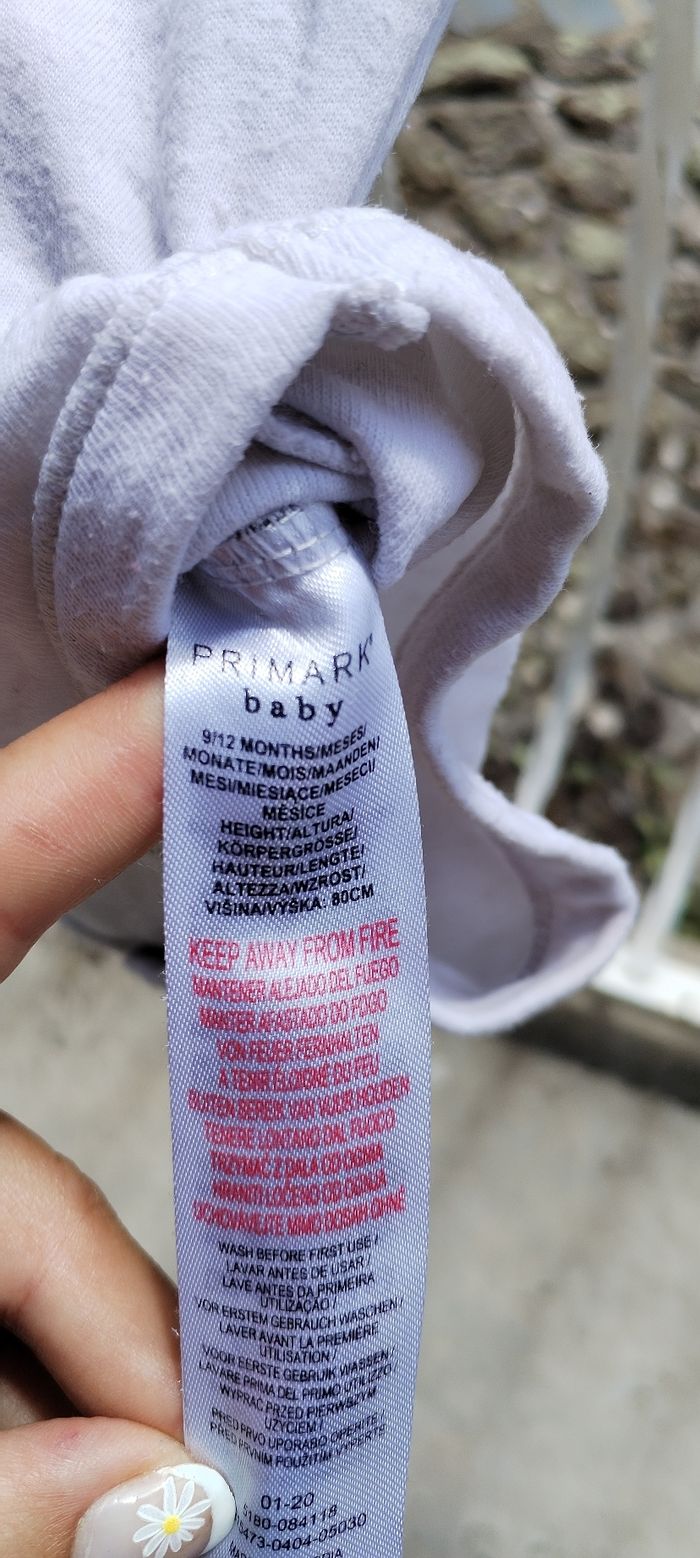 PRIMARK
baby
9/12 MONTHS/MESES/
MONATE/MOIS/MAANDEN/
MESI/MIESIĄCE/MESECI/
MĚSÍCE
HEIGHT/ALTURA/
KÖRPERGRÖSSE/
HAUTEUR/LENGTE/
ALTEZZA/WZROST/
VIŠINA/VÝŠKA: 80CM
KEEP AWAY FROM FIRE
MANTENER ALEJADO DEL FUEGO
MANTER AFASTADO DO FOGO
VON FEUER FERNHALTEN
A TENIR ÉLOIGNÉ DU FEU
BUITEN BEREIK VAN VUUR HOUDEN
TENERE LONTANO DAL FUOCO
TRZYMAĆ Z DALA OD OGNIA
HRANITI LOČENO OD OGNJA
UCHOVÁVEJTE MIMO DOSAH OHNĚ
WASH BEFORE FIRST USE /
LAVAR ANTES DE USAR /
LAVE ANTES DA PRIMEIRA
UTILIZAÇÃO /
VOR ERSTEM GEBRAUCH WASCHEN /
LAVER AVANT LA PREMIÈRE
UTILISATION /
VOOR EERSTE GEBRUIK WASSEN /
LAVARE PRIMA DEL PRIMO UTILIZZO /
WYPRAĆ PRZED PIERWSZYM
UŻYCIEM /
PRED PRVO UPORABO OPERITE /
PŘED PRVNÍM POUŽITÍM VYPERTE
01-20
5180-084118
15473-0404-05030